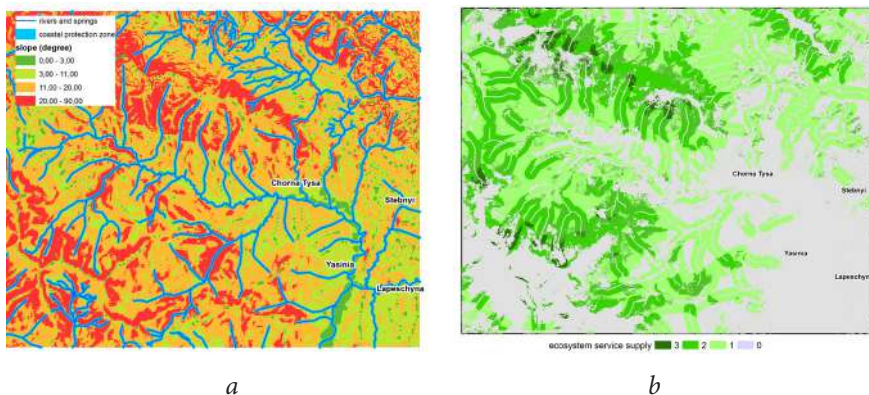 rivers and springs
coastal protection zone
slope (degree)
0,00 - 3,00
3,00 - 11,00
11,00 - 20,00
20,00 - 90,00
Chorna Tysa
Stebnyi
Yasinia
Lapeschyna
a
Chorna Tysa
Stebnyi
Yasinia
Lapeschyna
ecosystem service supply 3 2 1 0
b